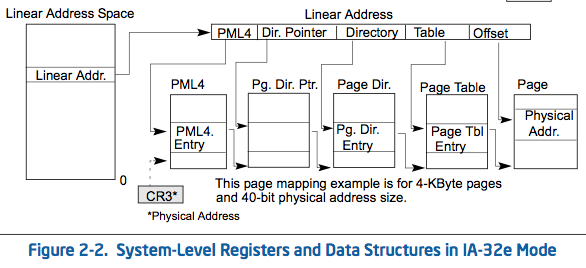 Linear Address Space
Linear Address
PML4 Dir. Pointer Directory Table Offset
Linear Addr.
0
PML4 Pg. Dir. Ptr. Page Dir. Page Table Page
PML4.
Entry
Pg. Dir.
Entry
Page Tbl
Entry
Physical
Addr.
CR3*
*Physical Address
This page mapping example is for 4-KByte pages
and 40-bit physical address size.
Figure 2-2. System-Level Registers and Data Structures in IA-32e Mode